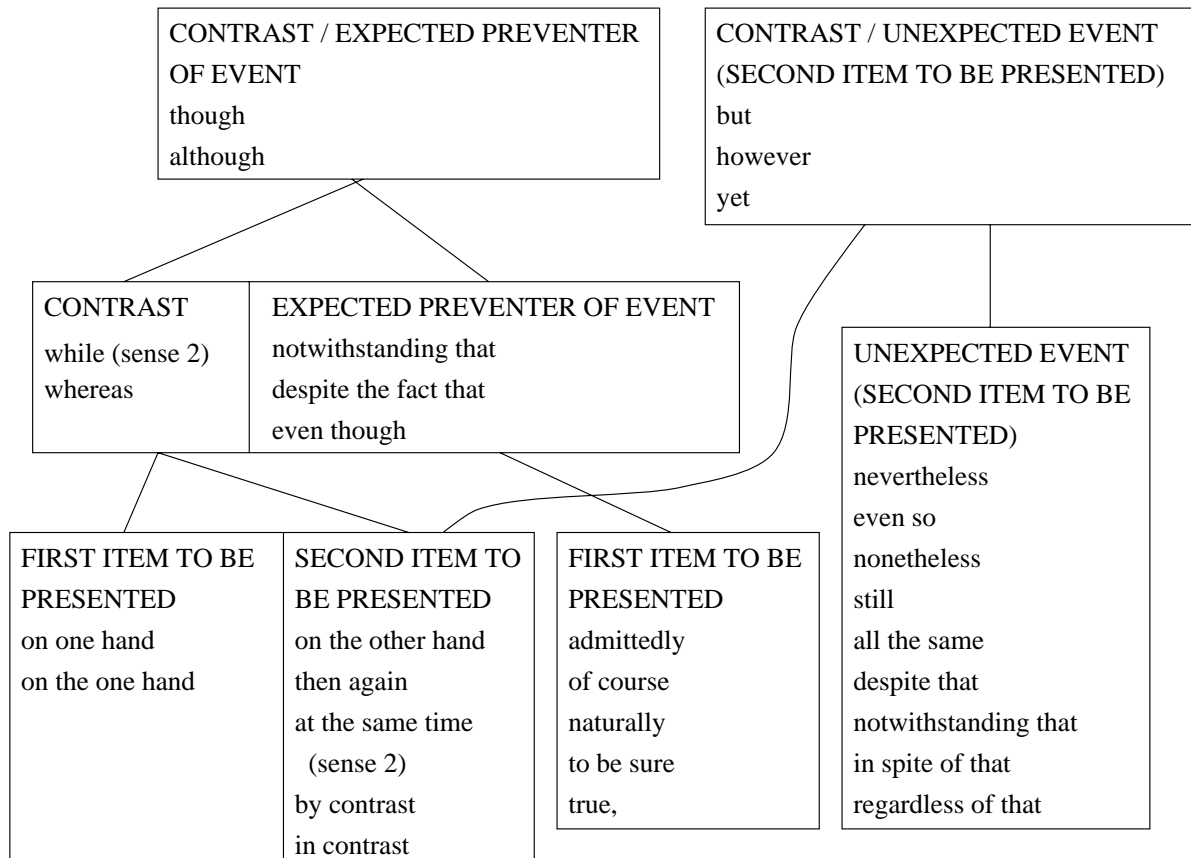 CONTRAST / EXPECTED PREVENTER
OF EVENT
though
although
CONTRAST / UNEXPECTED EVENT
(SECOND ITEM TO BE PRESENTED)
but
however
yet
CONTRAST
while (sense 2)
whereas
EXPECTED PREVENTER OF EVENT
notwithstanding that
despite the fact that
even though
UNEXPECTED EVENT
(SECOND ITEM TO BE
PRESENTED)
nevertheless
even so
nonetheless
still
all the same
despite that
notwithstanding that
in spite of that
regardless of that
FIRST ITEM TO BE
PRESENTED
on one hand
on the one hand
SECOND ITEM TO
BE PRESENTED
on the other hand
then again
at the same time
(sense 2)
by contrast
in contrast
FIRST ITEM TO BE
PRESENTED
admittedly
of course
naturally
to be sure
true,